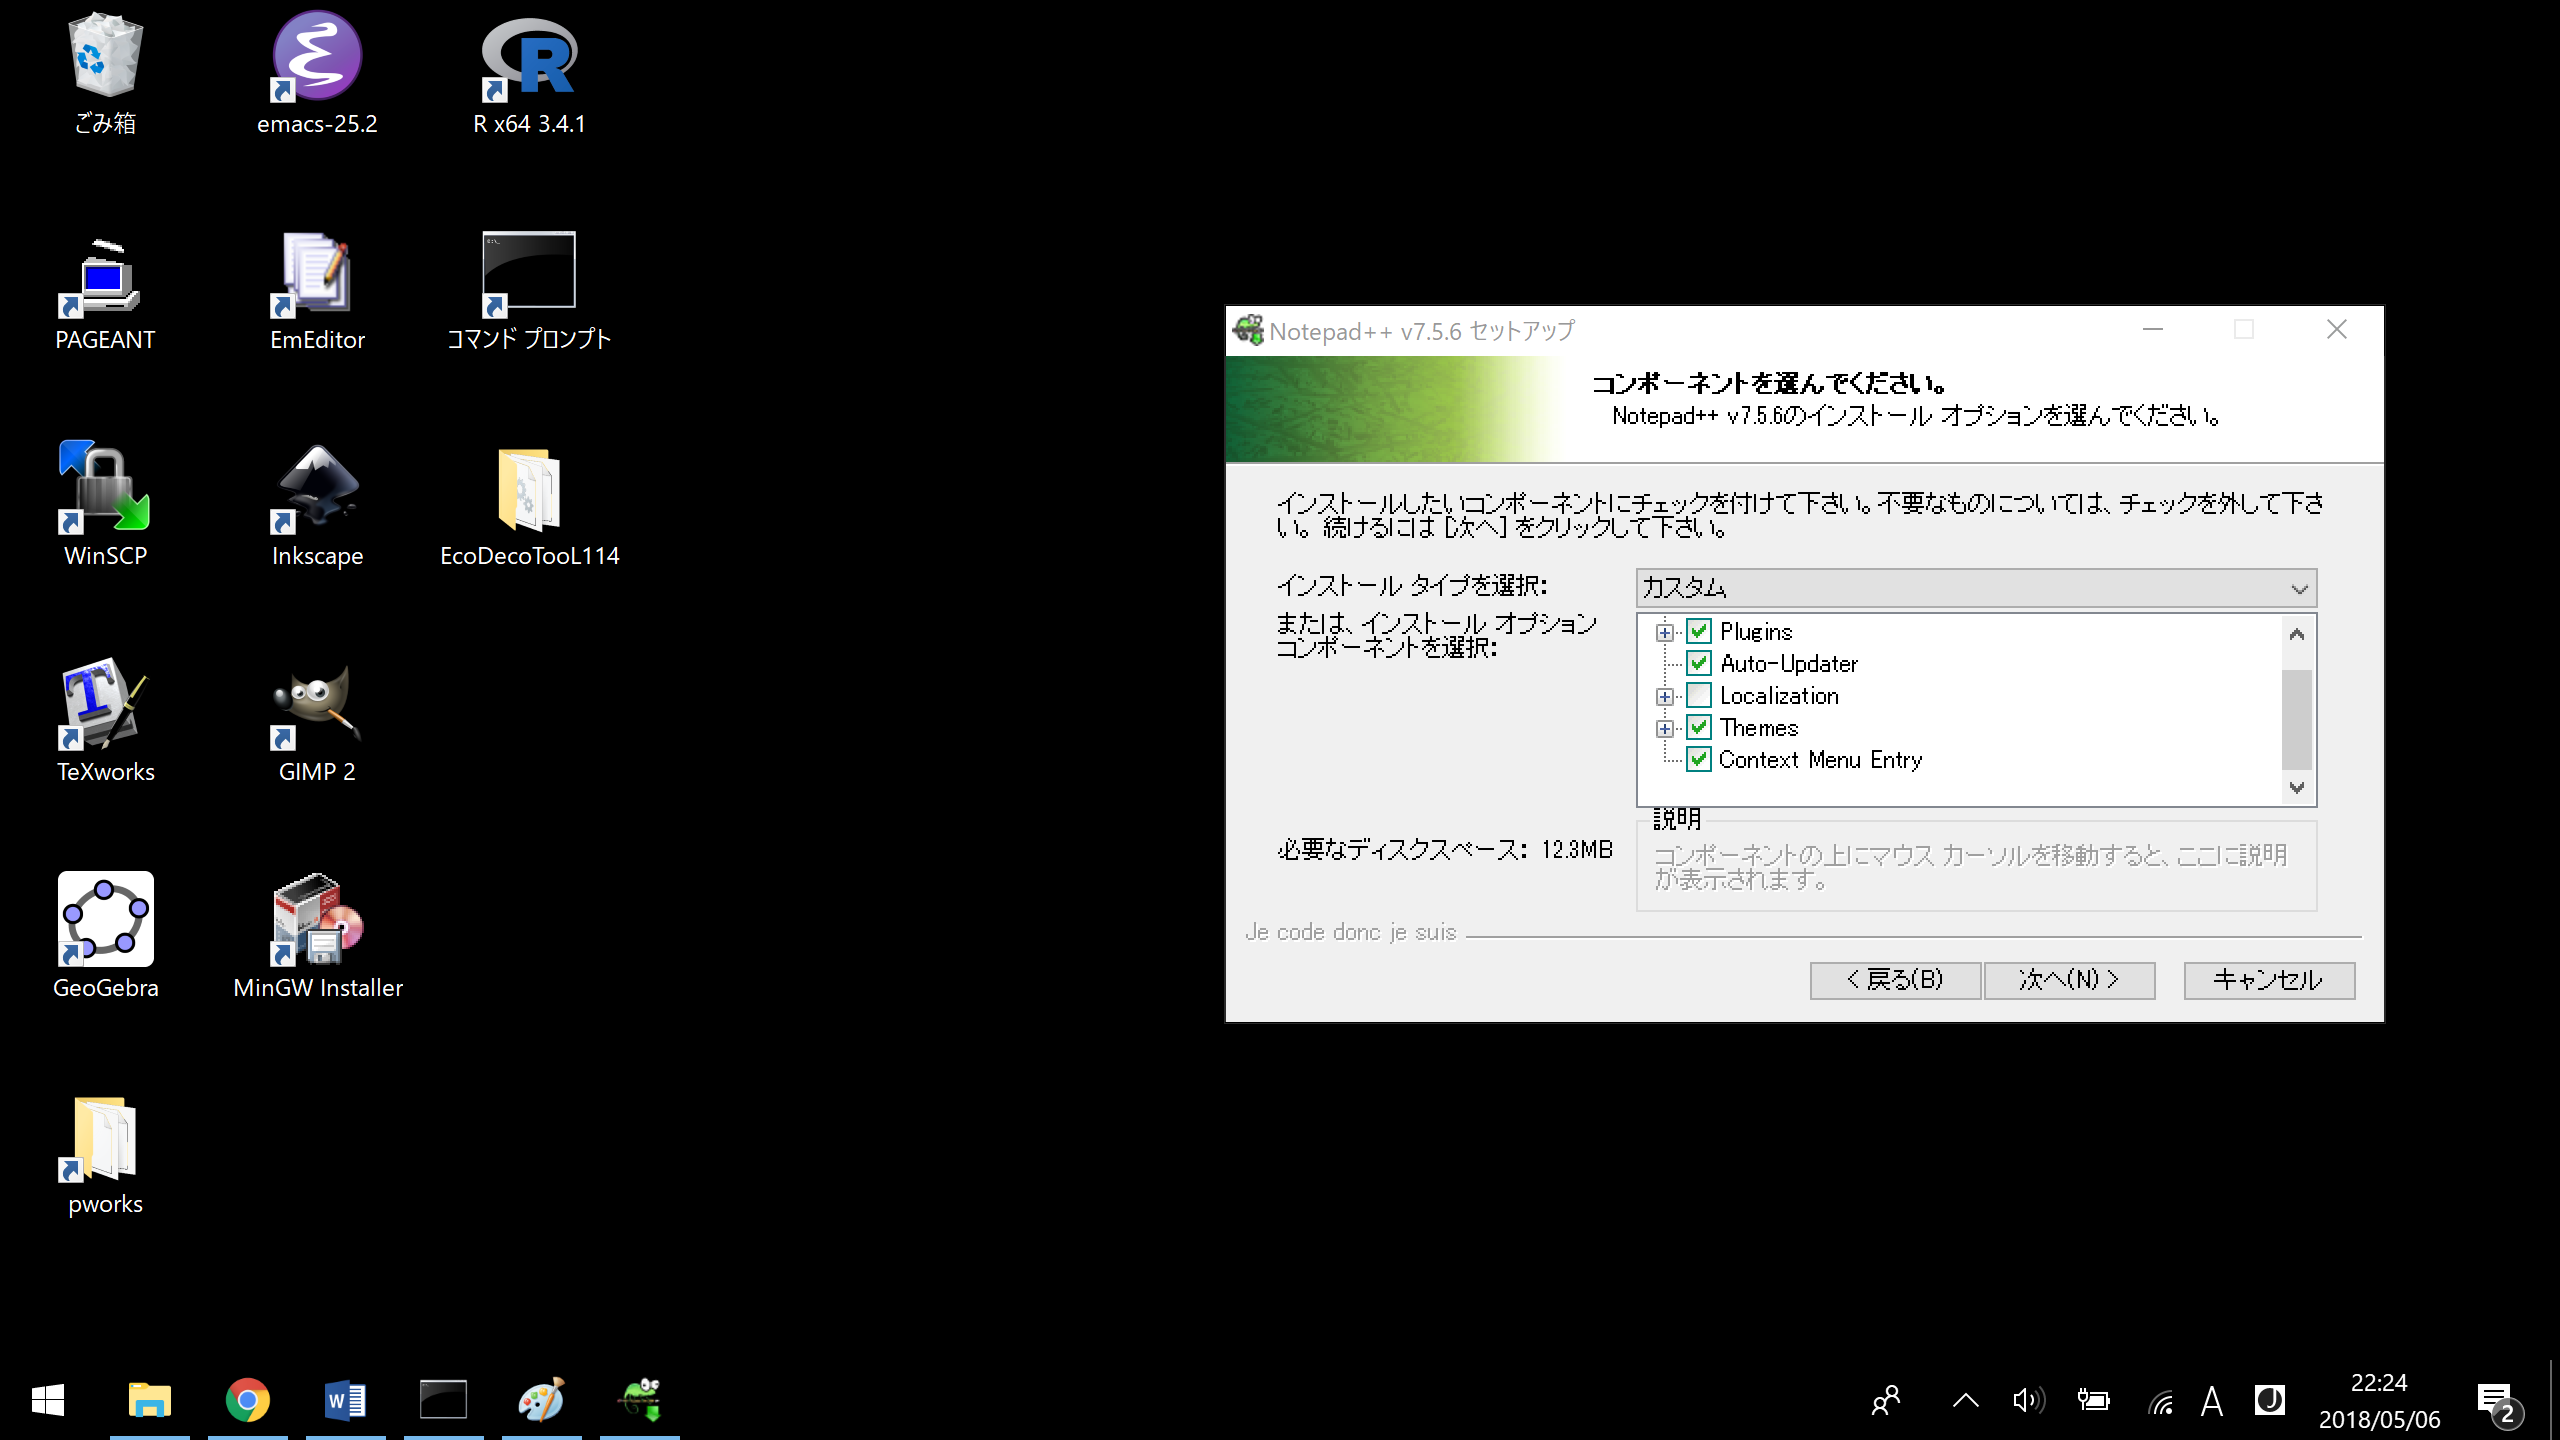 ごみ箱
emacs-25.2
R x64 3.4.1
PAGEANT
EmEditor
コマンド プロンプト
WinSCP
Inkscape
EcoDecoTooL114
TeXworks
GIMP 2
GeoGebra
MinGW Installer
pworks
Notepad++ v7.5.6 セットアップ
コンポーネントを選んでください。
Notepad++ v7.5.6のインストール オプションを選んでください。
インストールしたいコンポーネントにチェックを付けて下さい。不要なものについては、チェックを外して下さ
い。 続けるには [次へ] をクリックして下さい。
インストール タイプを選択:
カスタム
または、インストール オプション
コンポーネントを選択:
Plugins
Auto-Updater
Localization
Themes
Context Menu Entry
説明
必要なディスクスペース: 12.3MB
コンポーネントの上にマウス カーソルを移動すると、ここに説明
が表示されます。
Je code donc je suis
< 戻る(B)
次へ(N) >
キャンセル
A
J
22:24
2018/05/06
2